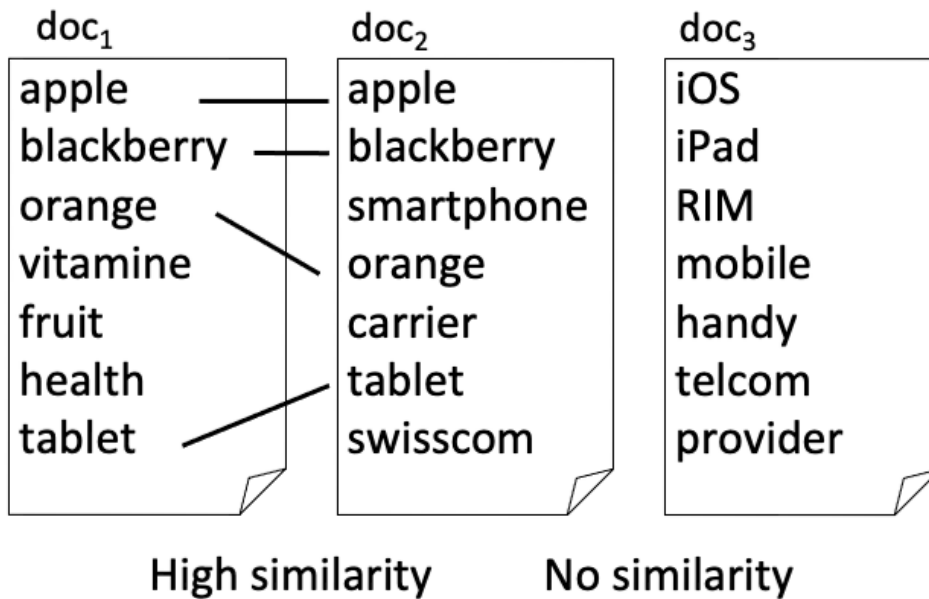 doc1
apple
blackberry
orange
vitamine
fruit
health
tablet
doc2
apple
blackberry
smartphone
orange
carrier
tablet
swisscom
doc3
iOS
iPad
RIM
mobile
handy
telcom
provider
High similarity
No similarity